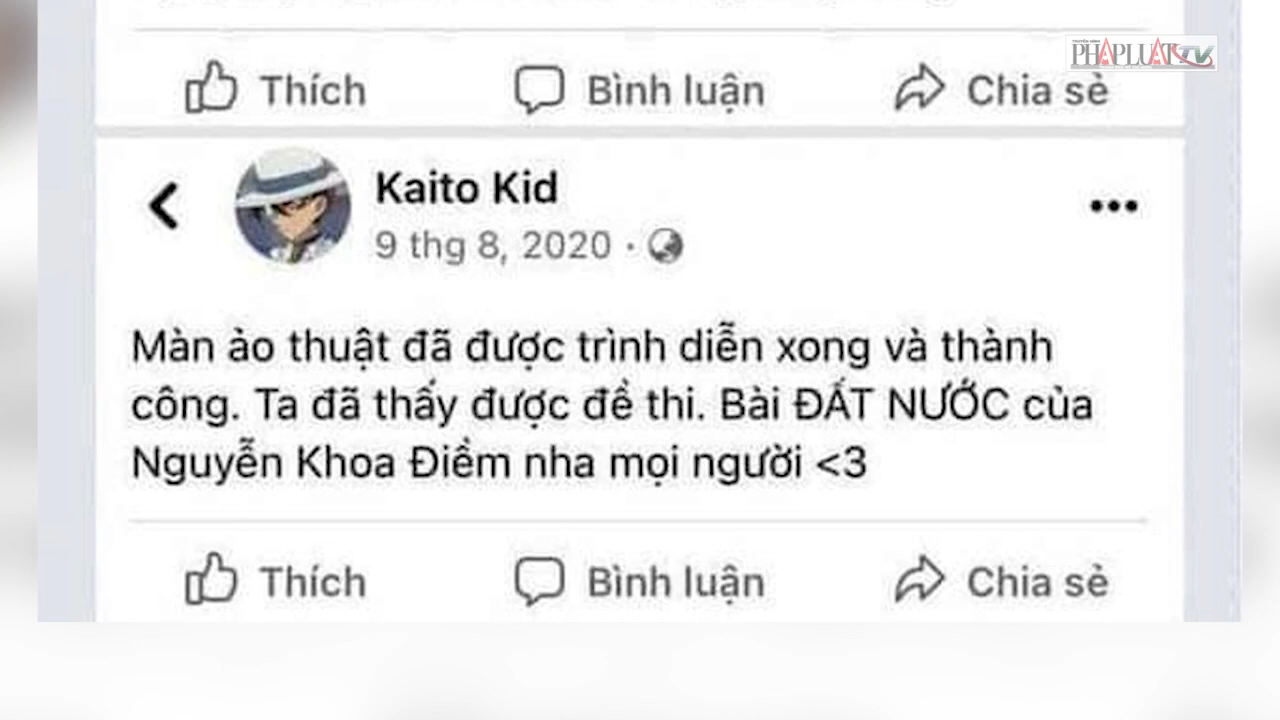 PHAPLUATTV
Thích
Bình luận
Chia sẻ
Kaito Kid
9 thg 8, 2020 ·
Màn ảo thuật đã được trình diễn xong và thành
công. Ta đã thấy được đề thi. Bài ĐẤT NƯỚC của
Nguyễn Khoa Điềm nha mọi người <3
Thích
Bình luận
Chia sẻ